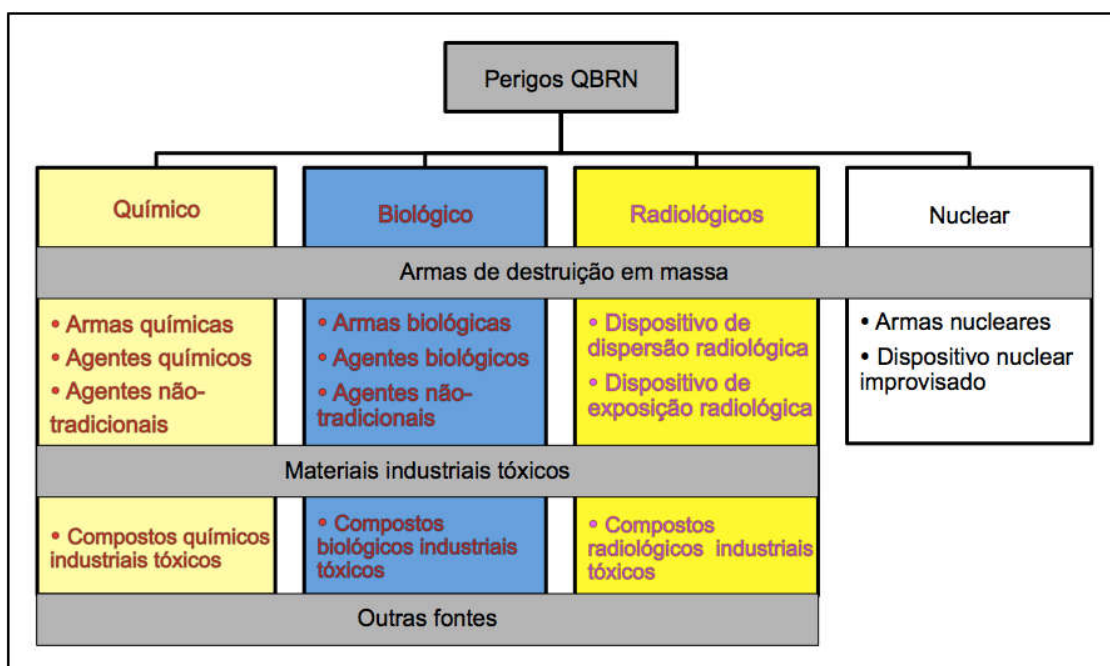 Perigos QBRN
Químico
Biológico
Radiológicos
Nuclear
Armas de destruição em massa
• Armas químicas
• Agentes químicos
• Agentes não-
tradicionais
• Armas biológicas
• Agentes biológicos
• Agentes não-
tradicionais
• Dispositivo de
dispersão radiológica
• Dispositivo de
exposição radiológica
• Armas nucleares
• Dispositivo nuclear
improvisado
Materiais industriais tóxicos
• Compostos químicos
industriais tóxicos
• Compostos
biológicos industriais
tóxicos
• Compostos
radiológicos industriais
tóxicos
Outras fontes